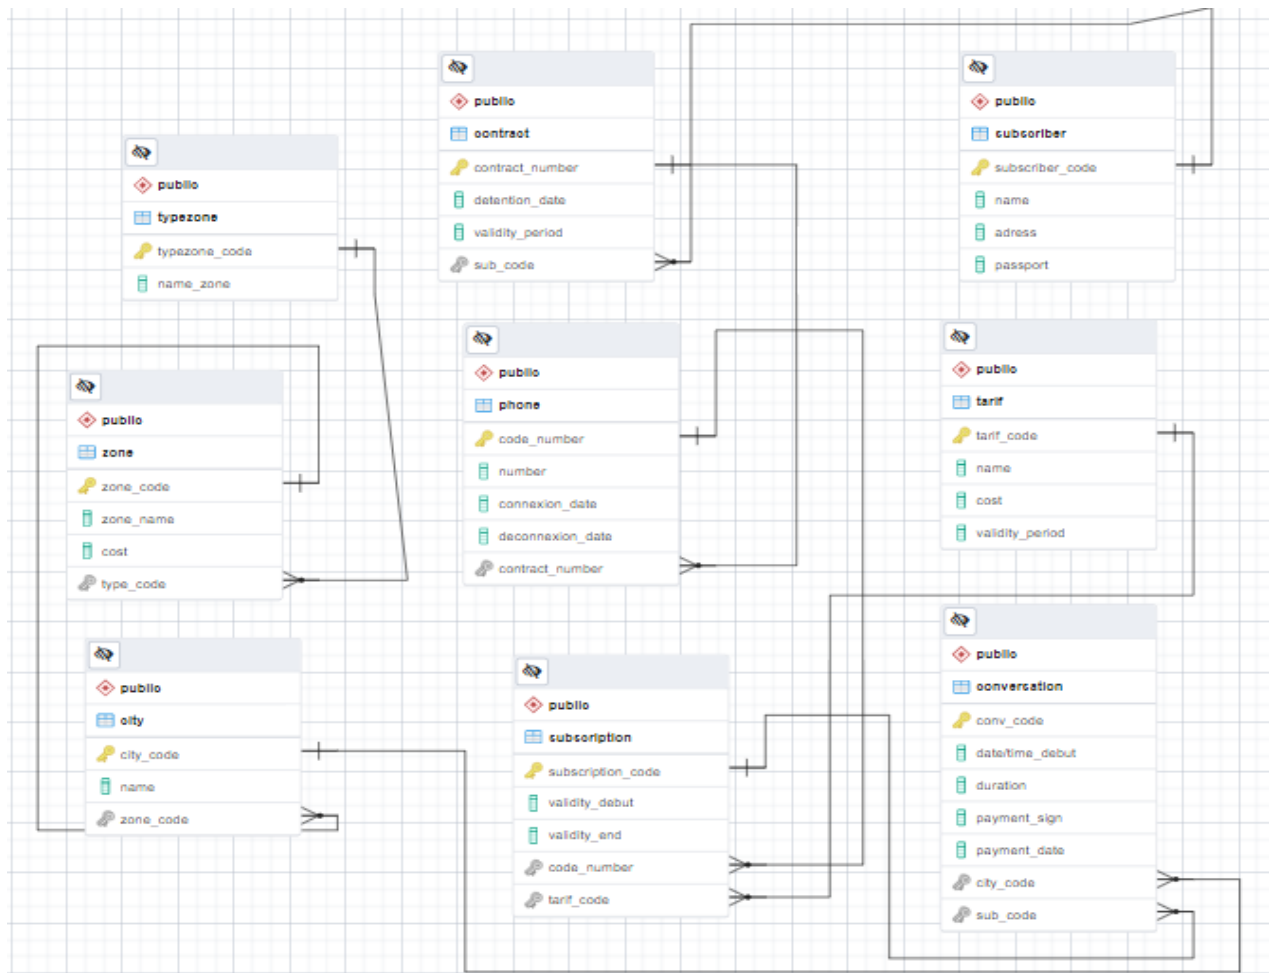 public
contract
contract_number
detention_date
validity_period
sub_code
public
subscriber
subscriber_code
name
adress
passport
public
typezone
typezone_code
name_zone
public
zone
zone_code
zone_name
cost
type_code
public
phone
code_number
number
connexion_date
deconnexion_date
contract_number
public
tarif
tarif_code
name
cost
validity_period
public
city
city_code
name
zone_code
public
subscription
subscription_code
validity_debut
validity_end
code_number
tarif_code
public
conversation
conv_code
date/time_debut
duration
payment_sign
payment_date
city_code
sub_code